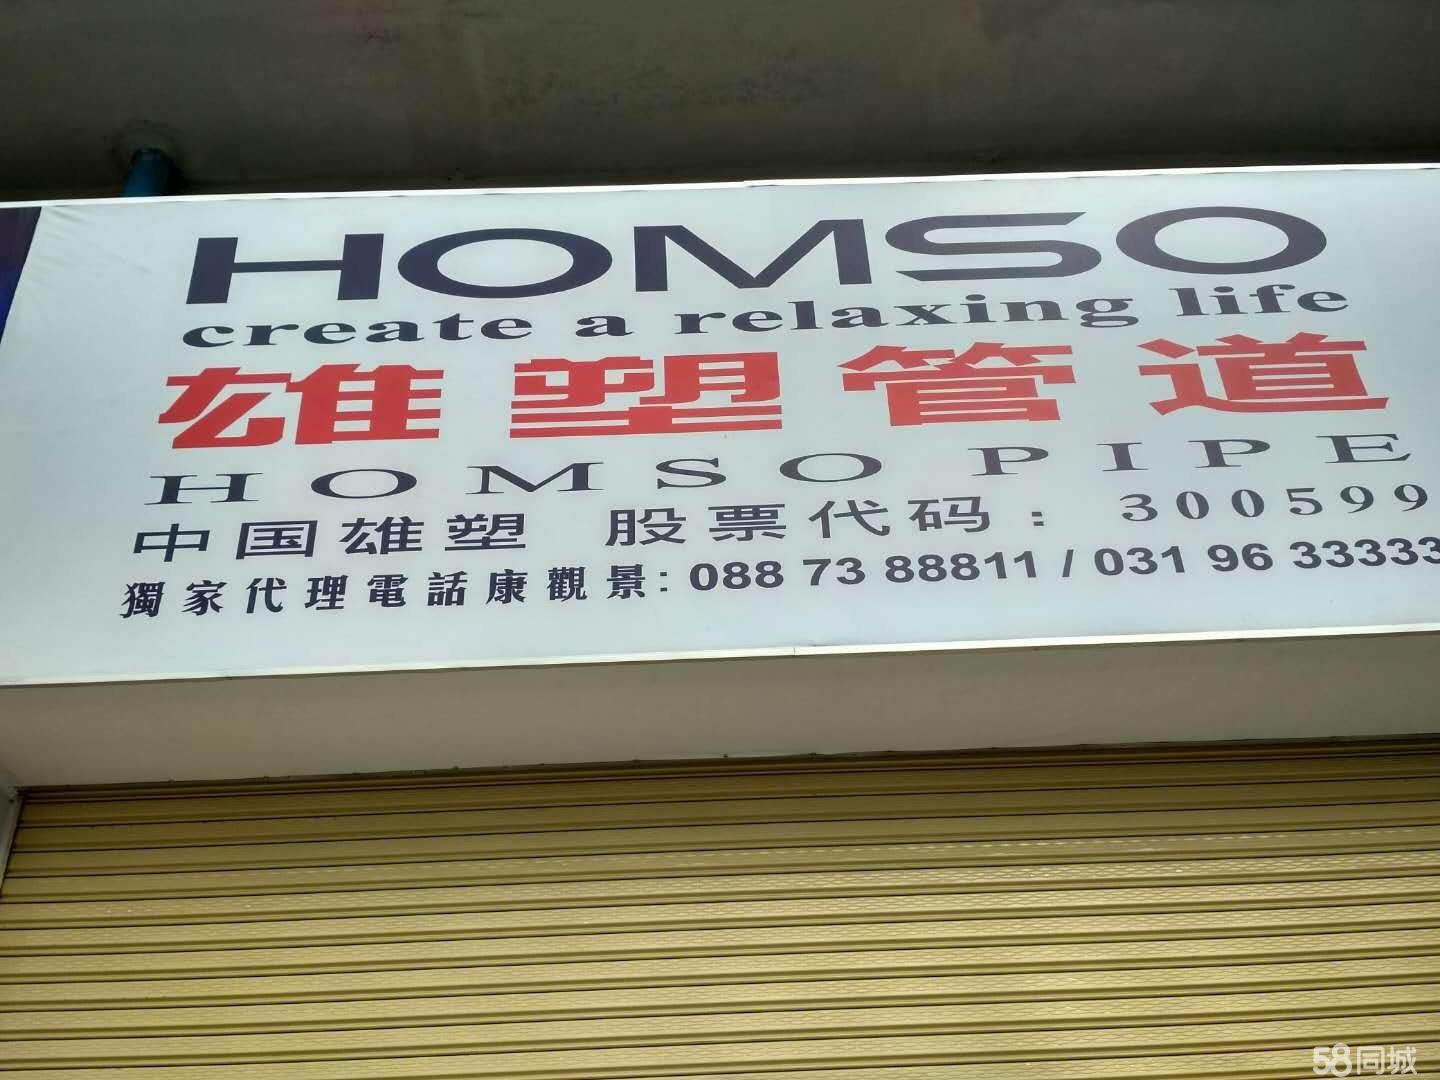 HOMSO
create a relaxing life
雄塑管道
HOMSO PIPE
中国雄塑 股票代码：300599
獨家代理電話康觀景：088 73 88811 / 031 96 33333
58同城